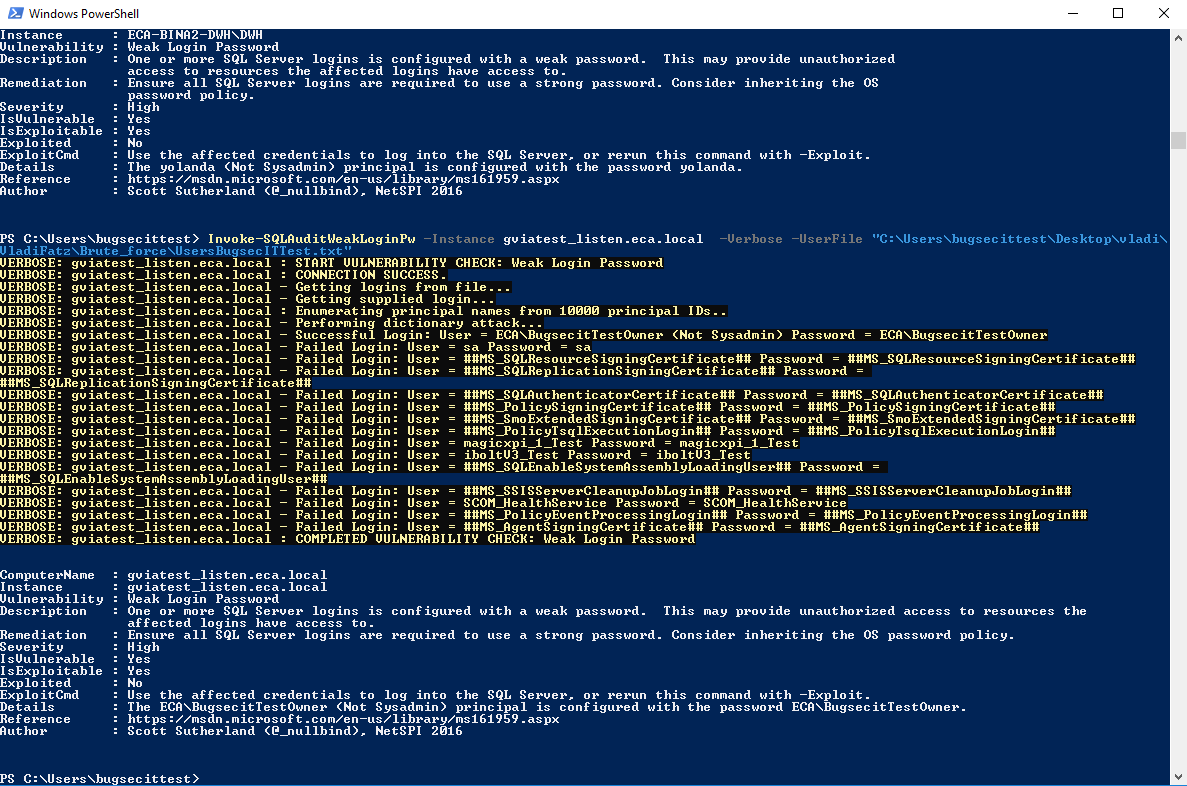 Windows PowerShell
Instance      : ECA-BINA2-DWH\DWH
Vulnerability : Weak Login Password
Description   : One or more SQL Server logins is configured with a weak password.  This may provide unauthorized
                access to resources the affected logins have access to.
Remediation   : Ensure all SQL Server logins are required to use a strong password. Consider inheriting the OS
                password policy.
Severity      : High
IsVulnerable  : Yes
IsExploitable : Yes
Exploited     : No
ExploitCmd    : Use the affected credentials to log into the SQL Server, or rerun this command with -Exploit.
Details       : The yolanda (Not Sysadmin) principal is configured with the password yolanda.
Reference     : https://msdn.microsoft.com/en-us/library/ms161959.aspx
Author        : Scott Sutherland (@_nullbind), NetSPI 2016
PS C:\Users\bugsecittest> Invoke-SQLAuditWeakLoginPw -Instance gviatest_listen.eca.local  -Verbose -UserFile "C:\Users\bugsecittest\Desktop\vladi\
VladiFatz\Brute_force\UsersBugsecITTest.txt"
VERBOSE: gviatest_listen.eca.local : START VULNERABILITY CHECK: Weak Login Password
VERBOSE: gviatest_listen.eca.local : CONNECTION SUCCESS.
VERBOSE: gviatest_listen.eca.local - Getting logins from file...
VERBOSE: gviatest_listen.eca.local - Getting supplied login...
VERBOSE: gviatest_listen.eca.local : Enumerating principal names from 10000 principal IDs..
VERBOSE: gviatest_listen.eca.local - Performing dictionary attack...
VERBOSE: gviatest_listen.eca.local - Successful Login: User = ECA\BugsecitTestOwner (Not Sysadmin) Password = ECA\BugsecitTestOwner
VERBOSE: gviatest_listen.eca.local - Failed Login: User = sa Password = sa
VERBOSE: gviatest_listen.eca.local - Failed Login: User = ##MS_SQLResourceSigningCertificate## Password = ##MS_SQLResourceSigningCertificate##
VERBOSE: gviatest_listen.eca.local - Failed Login: User = ##MS_SQLReplicationSigningCertificate## Password =
##MS_SQLReplicationSigningCertificate##
VERBOSE: gviatest_listen.eca.local - Failed Login: User = ##MS_SQLAuthenticatorCertificate## Password = ##MS_SQLAuthenticatorCertificate##
VERBOSE: gviatest_listen.eca.local - Failed Login: User = ##MS_PolicySigningCertificate## Password = ##MS_PolicySigningCertificate##
VERBOSE: gviatest_listen.eca.local - Failed Login: User = ##MS_SmoExtendedSigningCertificate## Password = ##MS_SmoExtendedSigningCertificate##
VERBOSE: gviatest_listen.eca.local - Failed Login: User = ##MS_PolicyTsqlExecutionLogin## Password = ##MS_PolicyTsqlExecutionLogin##
VERBOSE: gviatest_listen.eca.local - Failed Login: User = magicxpi_1_Test Password = magicxpi_1_Test
VERBOSE: gviatest_listen.eca.local - Failed Login: User = iboltV3_Test Password = iboltV3_Test
VERBOSE: gviatest_listen.eca.local - Failed Login: User = ##MS_SQLEnableSystemAssemblyLoadingUser## Password =
##MS_SQLEnableSystemAssemblyLoadingUser##
VERBOSE: gviatest_listen.eca.local - Failed Login: User = ##MS_SSISServerCleanupJobLogin## Password = ##MS_SSISServerCleanupJobLogin##
VERBOSE: gviatest_listen.eca.local - Failed Login: User = SCOM_HealthService Password = SCOM_HealthService
VERBOSE: gviatest_listen.eca.local - Failed Login: User = ##MS_PolicyEventProcessingLogin## Password = ##MS_PolicyEventProcessingLogin##
VERBOSE: gviatest_listen.eca.local - Failed Login: User = ##MS_AgentSigningCertificate## Password = ##MS_AgentSigningCertificate##
VERBOSE: gviatest_listen.eca.local : COMPLETED VULNERABILITY CHECK: Weak Login Password
ComputerName  : gviatest_listen.eca.local
Instance      : gviatest_listen.eca.local
Vulnerability : Weak Login Password
Description   : One or more SQL Server logins is configured with a weak password.  This may provide unauthorized access to resources the
                affected logins have access to.
Remediation   : Ensure all SQL Server logins are required to use a strong password. Consider inheriting the OS password policy.
Severity      : High
IsVulnerable  : Yes
IsExploitable : Yes
Exploited     : No
ExploitCmd    : Use the affected credentials to log into the SQL Server, or rerun this command with -Exploit.
Details       : The ECA\BugsecitTestOwner (Not Sysadmin) principal is configured with the password ECA\BugsecitTestOwner.
Reference     : https://msdn.microsoft.com/en-us/library/ms161959.aspx
Author        : Scott Sutherland (@_nullbind), NetSPI 2016
PS C:\Users\bugsecittest>